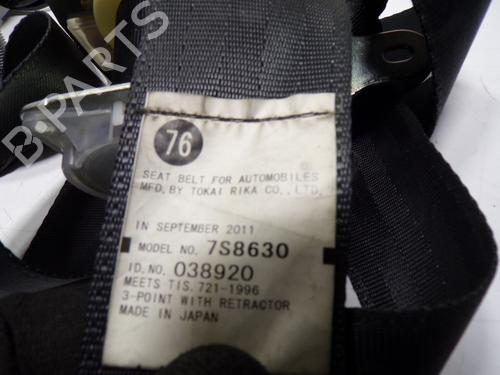 76
SEAT BELT FOR AUTOMOBILES
MFD. BY TOKAI RIKA CO., LTD.
IN SEPTEMBER 2011
MODEL NO. 7S8630
ID. NO. 038920
MEETS TIS. 721-1996
3-POINT WITH RETRACTOR
MADE IN JAPAN
B-PARTS